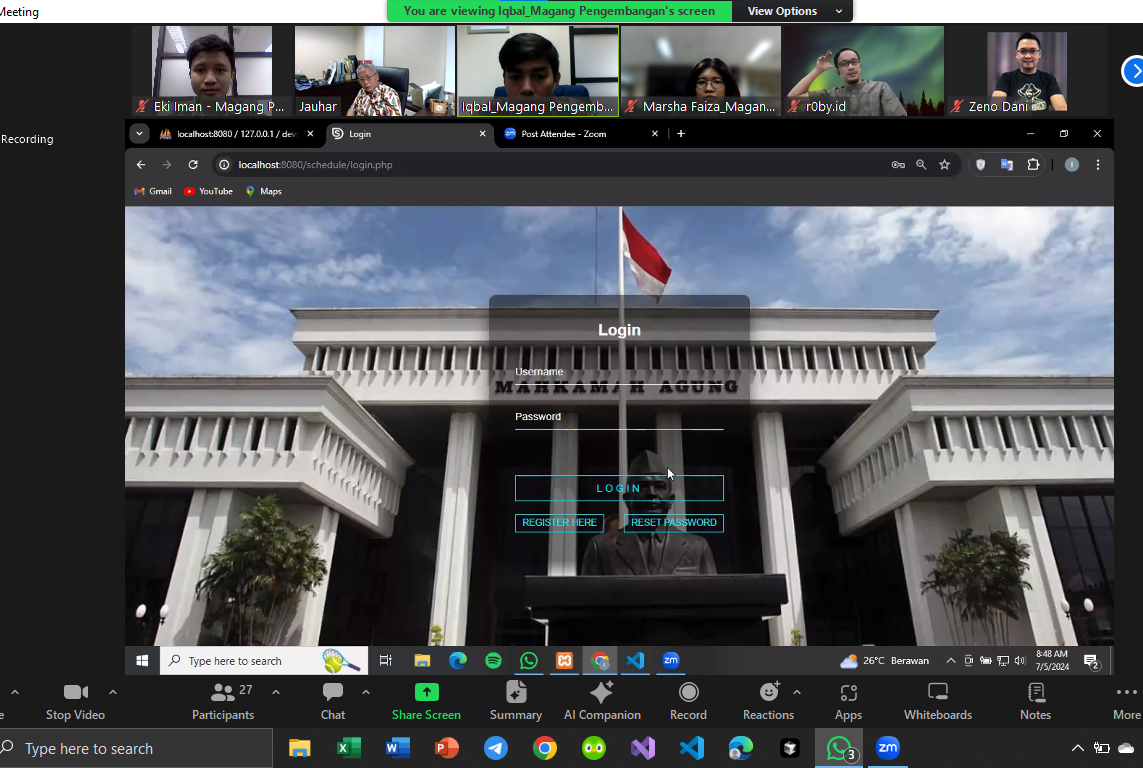 Meeting
You are viewing Iqbal_Magang Pengembangan's screen
View Options
Eki Iman - Magang P...
Jauhar
Iqbal_Magang Pengemb...
Marsha Faiza_Magan...
r0by.id
Zeno Dani
Recording
localhost:8080 / 127.0.0.1 / dev
Login
Post Attendee - Zoom
localhost:8080/schedule/login.php
Gmail
YouTube
Maps
Login
Username
MAHKAMAH AGUNG
Password
LOGIN
REGISTER HERE
RESET PASSWORD
Type here to search
zm
26°C Berawan
8:48 AM
7/5/2024
2
27
Stop Video
Participants
Chat
Share Screen
Summary
AI Companion
Record
Reactions
Apps
Whiteboards
Notes
More
Type here to search
3
zm